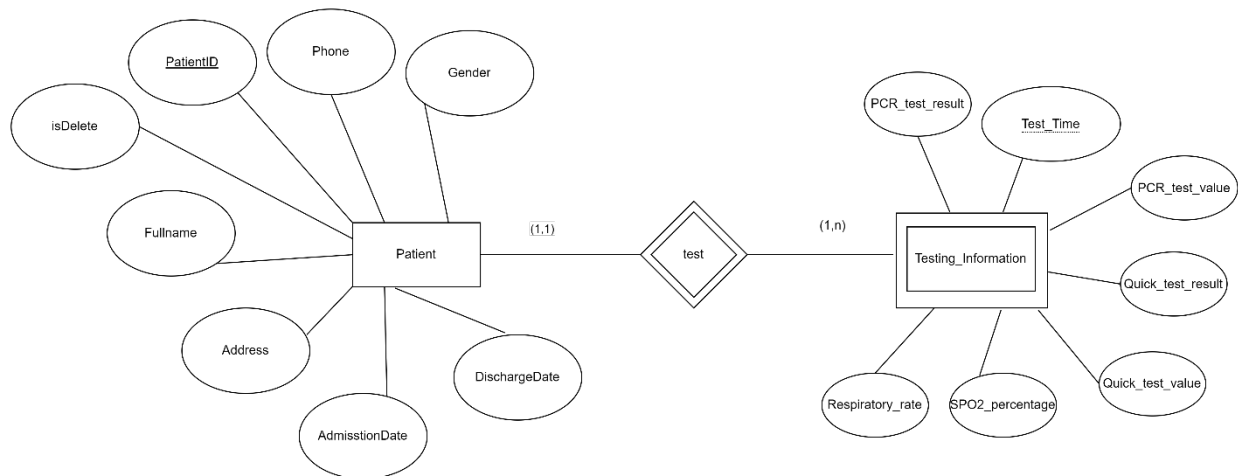 Phone
PatientID
Gender
PCR_test_result
Test_Time
isDelete
PCR_test_value
Fullname
(1,1)
(1,n)
Patient
test
Testing_Information
Quick_test_result
Address
DischargeDate
Quick_test_value
Respiratory_rate
SPO2_percentage
AdmisstionDate